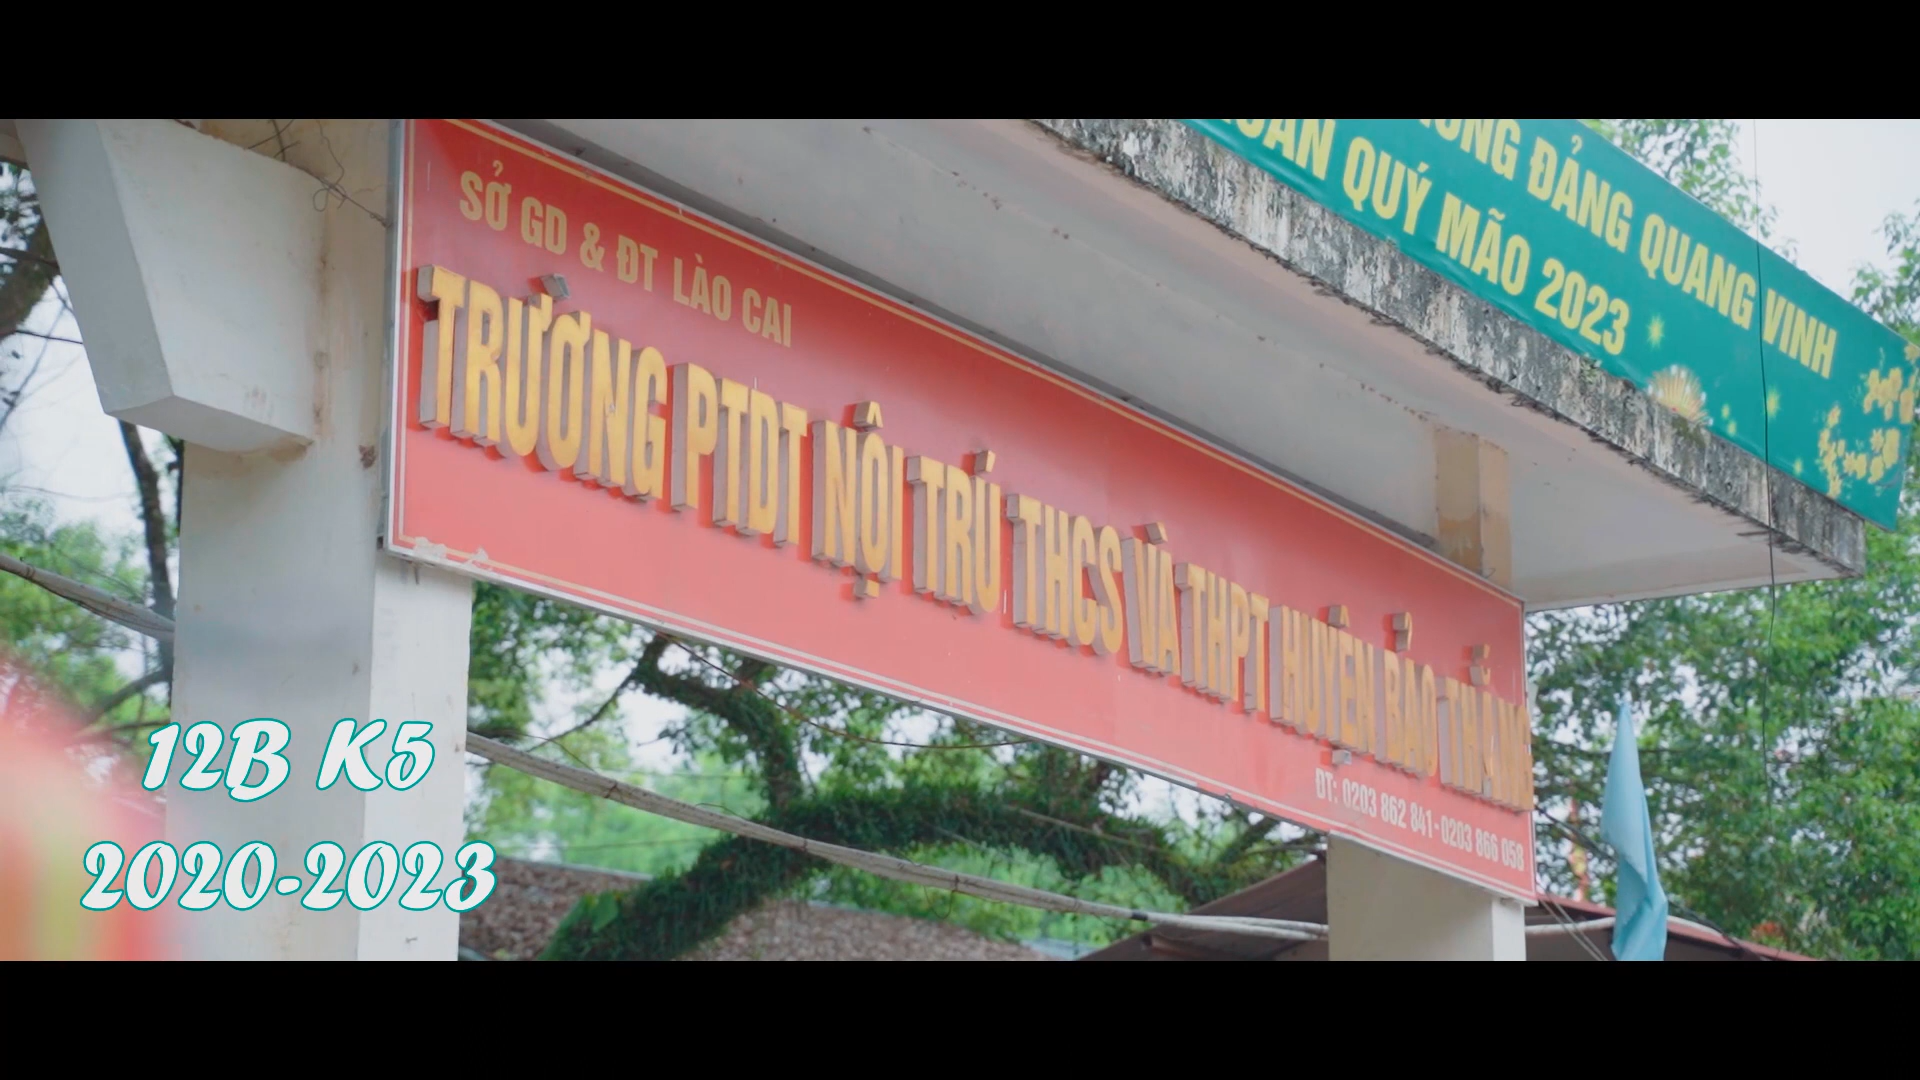 SỞ GD & ĐT LÀO CAI
TRƯỜNG PTDT NỘI TRÚ THCS VÀ THPT HUYỆN BẢO THẮNG
ĐT: 0203 862 841-0203 866 058
ĐẢNG QUANG VINH
QUÝ MÃO 2023
12B K5
2020-2023